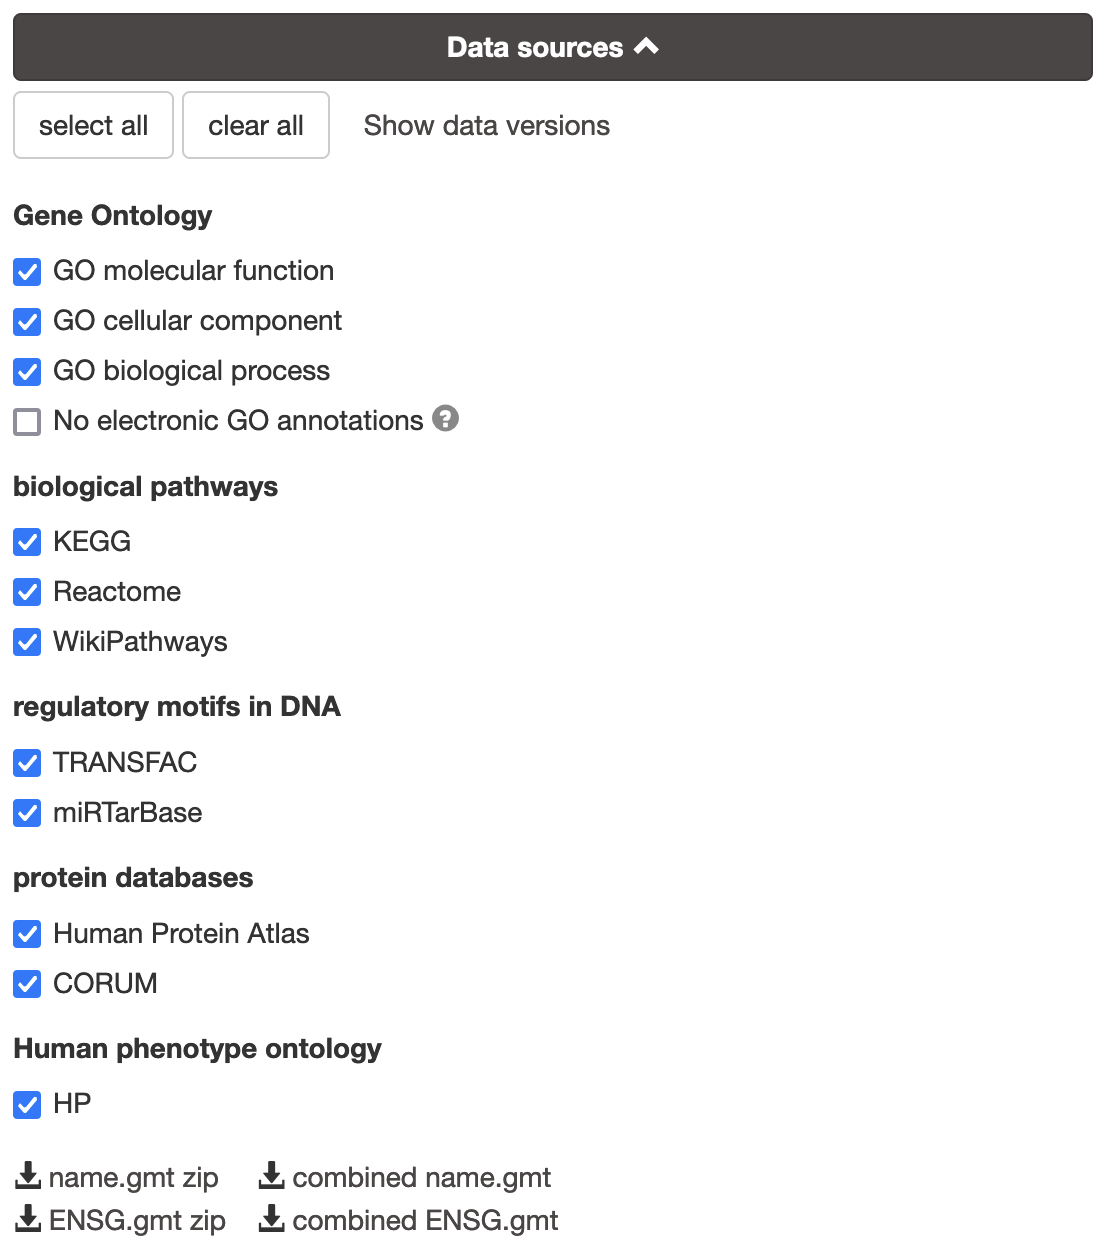 Data sources
select all clear all Show data versions
Gene Ontology
GO molecular function
GO cellular component
GO biological process
No electronic GO annotations ?
biological pathways
KEGG
Reactome
WikiPathways
regulatory motifs in DNA
TRANSFAC
miRTarBase
protein databases
Human Protein Atlas
CORUM
Human phenotype ontology
HP
name.gmt zip combined name.gmt
ENSG.gmt zip combined ENSG.gmt